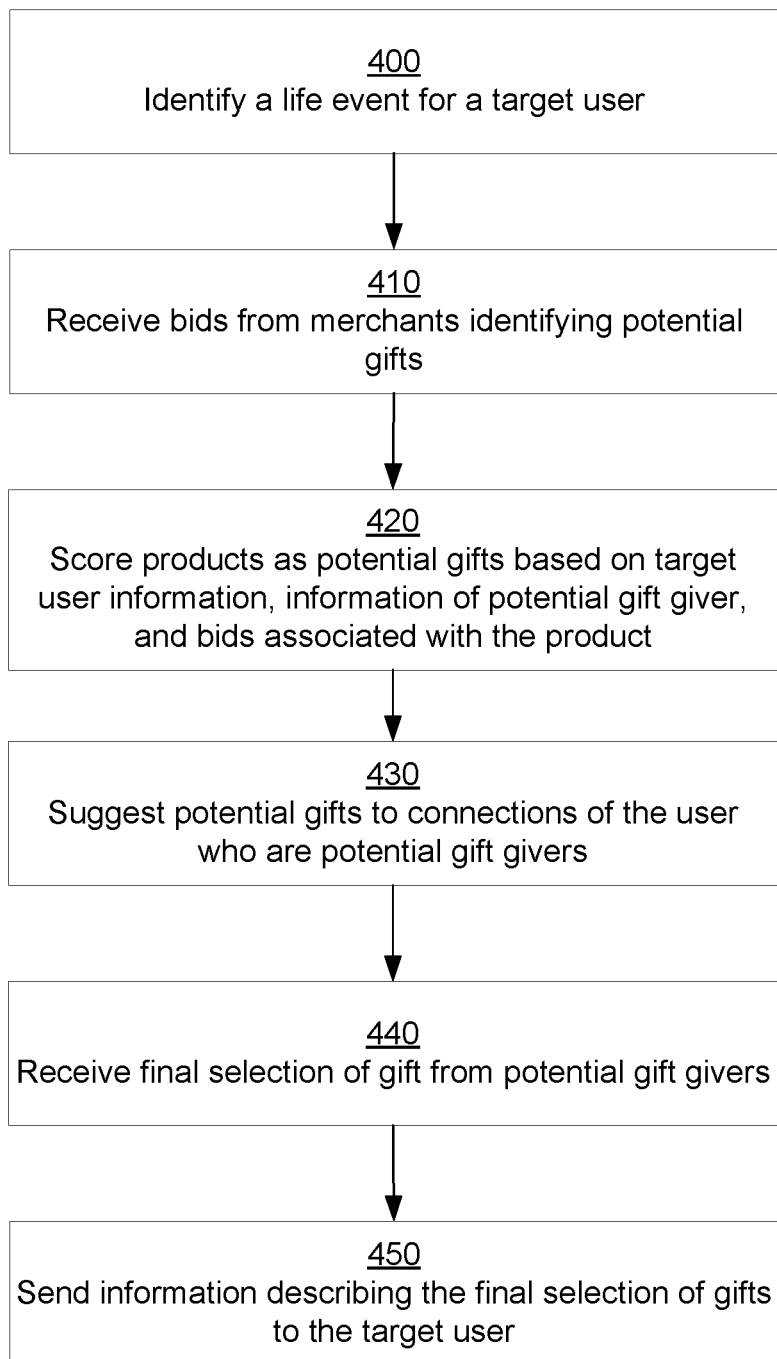 400
Identify a life event for a target user
410
Receive bids from merchants identifying potential
gifts
420
Score products as potential gifts based on target
user information, information of potential gift giver,
and bids associated with the product
430
Suggest potential gifts to connections of the user
who are potential gift givers
440
Receive final selection of gift from potential gift givers
450
Send information describing the final selection of gifts
to the target user